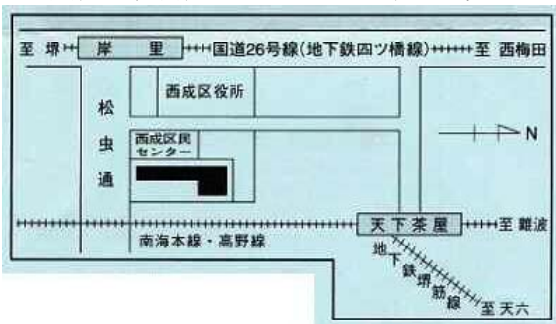 至 堺 岸 里 国道26号線(地下鉄四ツ橋線) 至 西梅田
西成区役所
松虫通
西成区民
センター
N
天下茶屋 至 難波
南海本線・高野線
地下鉄堺筋線
至 天六